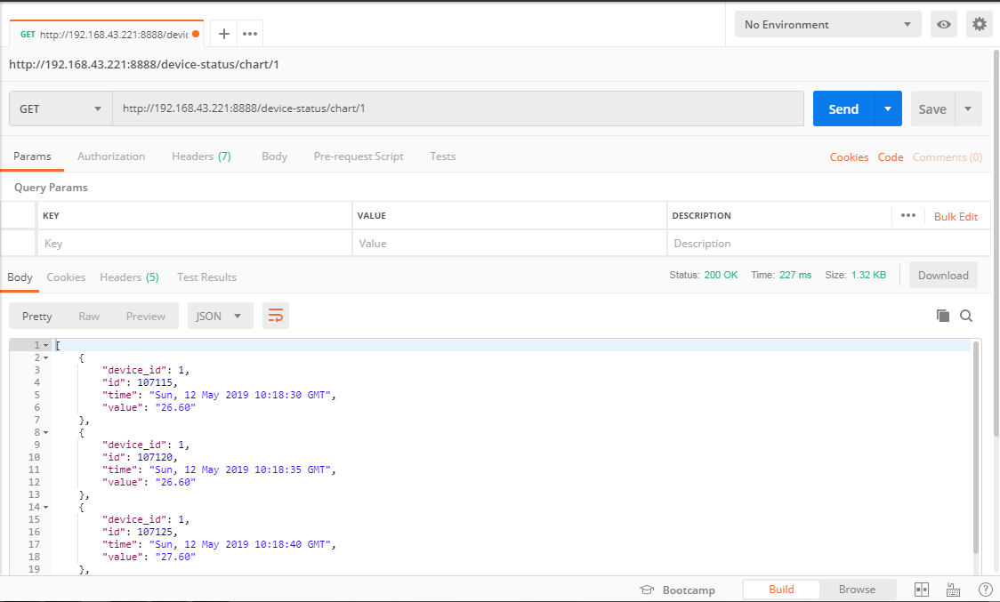 GET http://192.168.43.221:8888/devic
No Environment
http://192.168.43.221:8888/device-status/chart/1
GET http://192.168.43.221:8888/device-status/chart/1 Send Save
Params Authorization Headers (7) Body Pre-request Script Tests Cookies Code Comments (0)
Query Params
KEY VALUE DESCRIPTION Bulk Edit
Key Value Description
Body Cookies Headers (5) Test Results Status: 200 OK Time: 227 ms Size: 1.32 KB Download
Pretty Raw Preview JSON
1 [
2 {
3 "device_id": 1,
4 "id": 107115,
5 "time": "Sun, 12 May 2019 10:18:30 GMT",
6 "value": "26.60"
7 },
8 {
9 "device_id": 1,
10 "id": 107120,
11 "time": "Sun, 12 May 2019 10:18:35 GMT",
12 "value": "26.60"
13 },
14 {
15 "device_id": 1,
16 "id": 107125,
17 "time": "Sun, 12 May 2019 10:18:40 GMT",
18 "value": "27.60"
19 },
Bootcamp Build Browse